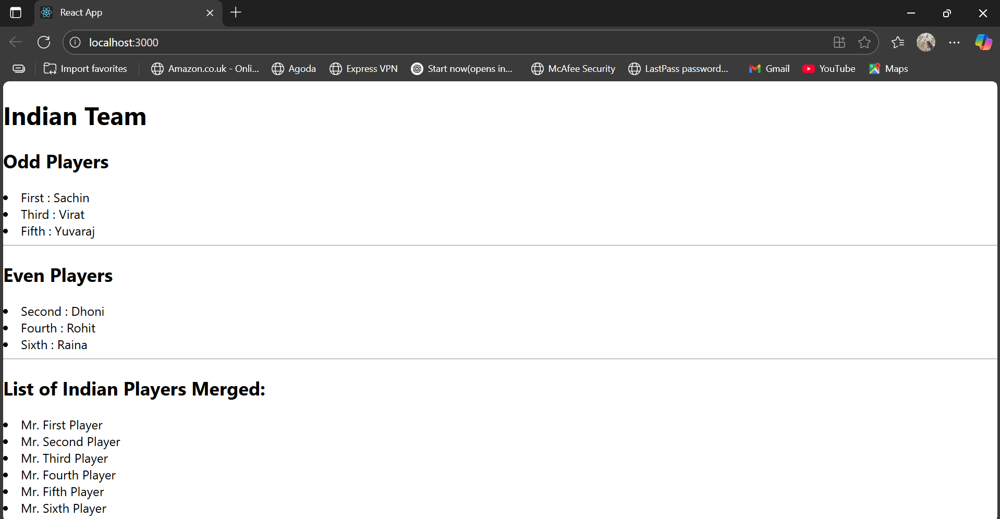 React App
localhost:3000
Import favorites Amazon.co.uk - Onli... Agoda Express VPN Start now(opens in... McAfee Security LastPass password... Gmail YouTube Maps
Indian Team
Odd Players
First : Sachin
Third : Virat
Fifth : Yuvaraj
Even Players
Second : Dhoni
Fourth : Rohit
Sixth : Raina
List of Indian Players Merged:
Mr. First Player
Mr. Second Player
Mr. Third Player
Mr. Fourth Player
Mr. Fifth Player
Mr. Sixth Player